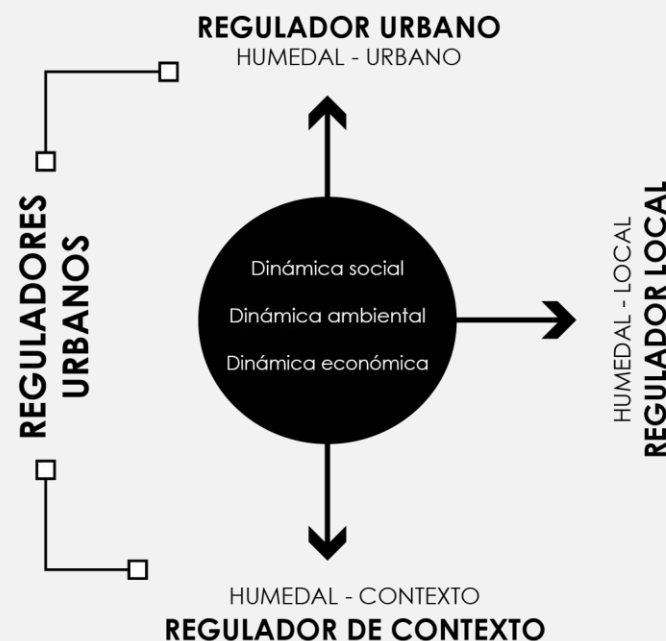 REGULADOR URBANO
HUMEDAL - URBANO
REGULADORES
URBANOS
Dinámica social
Dinámica ambiental
Dinámica económica
HUMEDAL - LOCAL
REGULADOR LOCAL
HUMEDAL - CONTEXTO
REGULADOR DE CONTEXTO